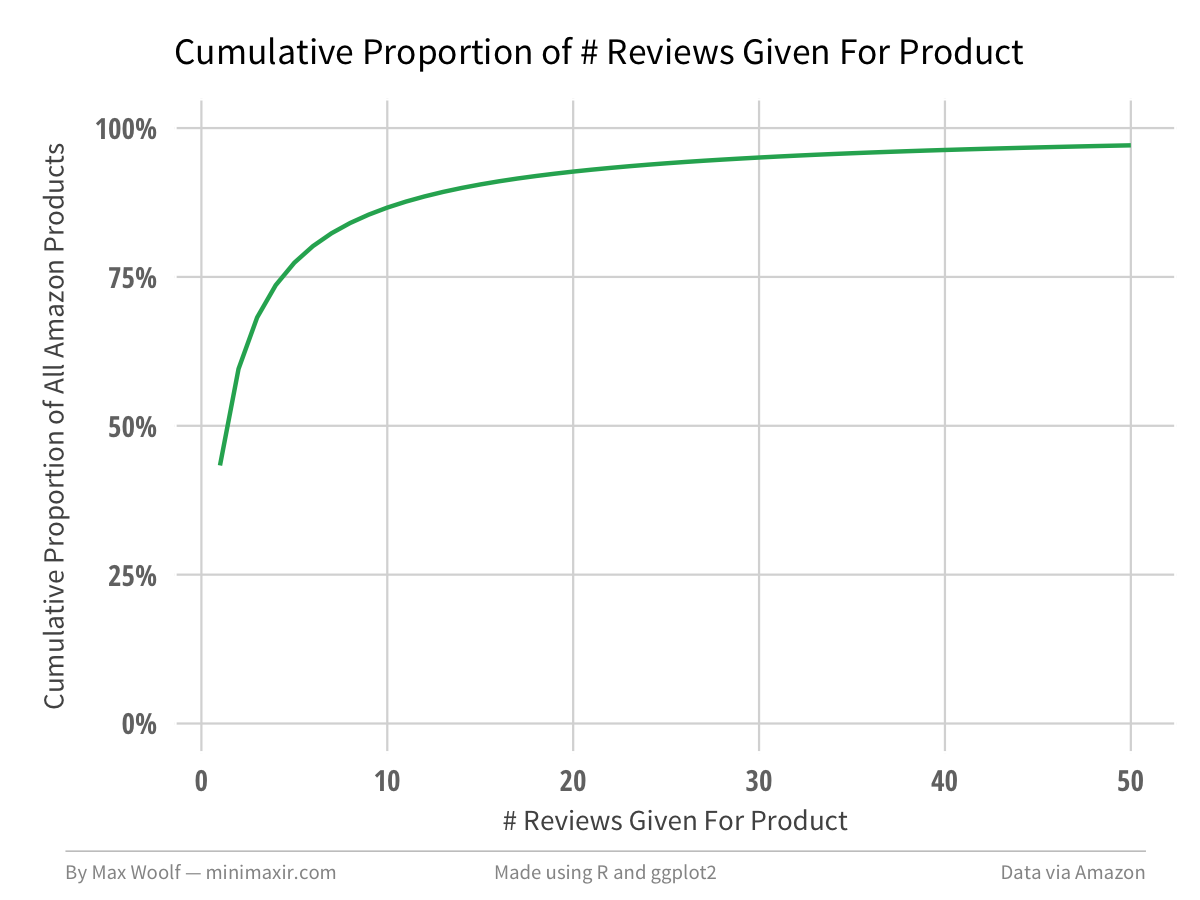 Cumulative Proportion of # Reviews Given For Product
Cumulative Proportion of All Amazon Products
100%
75%
50%
25%
0%
0 10 20 30 40 50
# Reviews Given For Product
By Max Woolf — minimaxir.com Made using R and ggplot2 Data via Amazon